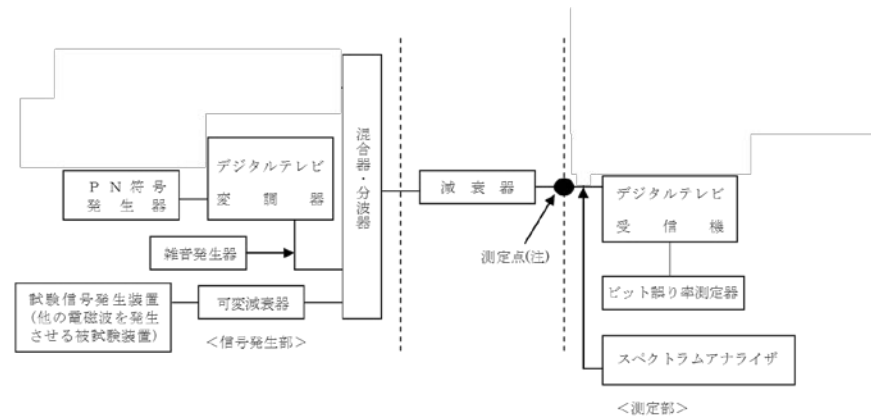 混合器・分波器
デジタルテレビ
変調器
PN符号
発生器
雑音発生器
試験信号発生装置
(他の電磁波を発生
させる被試験装置)
可変減衰器
<信号発生部>
減衰器
測定点(注)
デジタルテレビ
受信機
ビット誤り率測定器
スペクトラムアナライザ
<測定部>